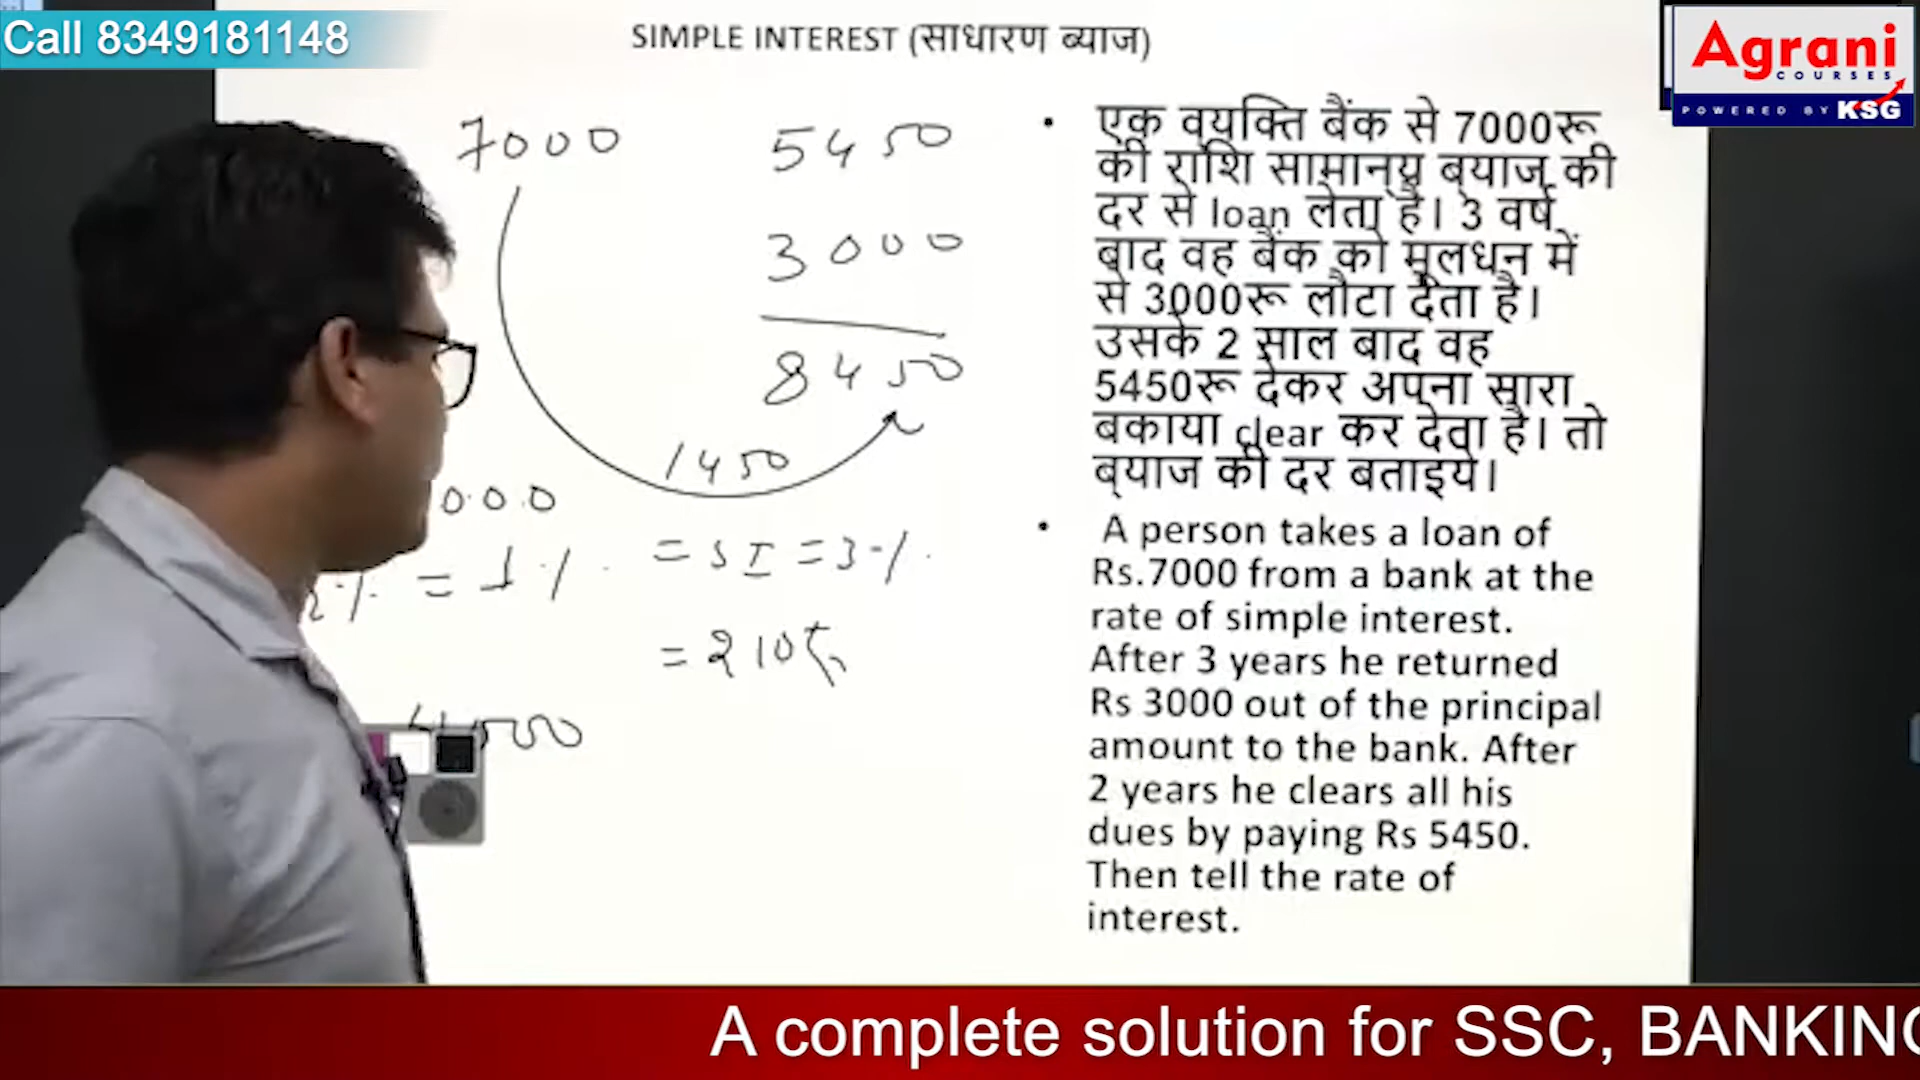 Call 8349181148
SIMPLE INTEREST (साधारण ब्याज)
Agrani
COURSES
POWERED BY KSG
7000
5450
3000
8450
1450
000
= 1%
= SI = 3%
= 210
4000
• एक व्यक्ति बैंक से 7000रू
की राशि सामान्य ब्याज की
दर से loan लेता है। 3 वर्ष
बाद वह बैंक को मूलधन में
से 3000रू लौटा देता है।
उसके 2 साल बाद वह
5450रू देकर अपना सारा
बकाया clear कर देता है। तो
ब्याज की दर बताइये।
• A person takes a loan of
Rs.7000 from a bank at the
rate of simple interest.
After 3 years he returned
Rs 3000 out of the principal
amount to the bank. After
2 years he clears all his
dues by paying Rs 5450.
Then tell the rate of
interest.
A complete solution for SSC, BANKING